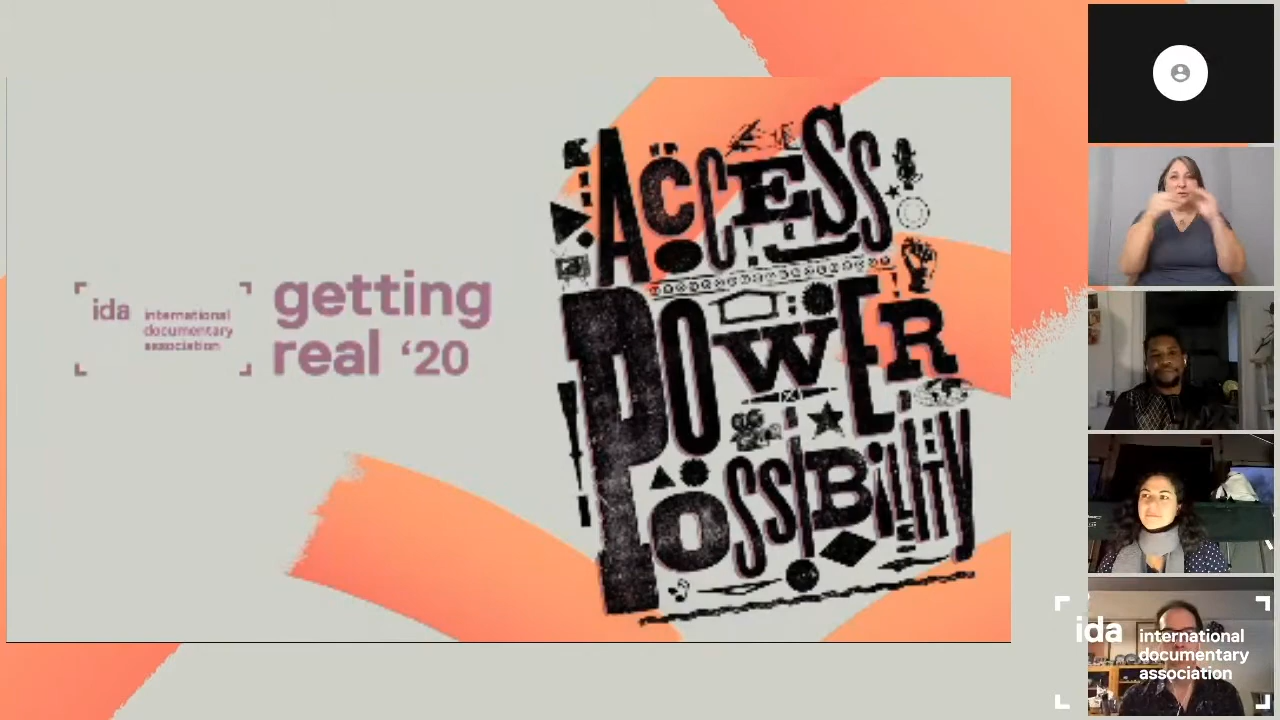 ida
international
documentary
association
getting
real ‘20
ACCESS
POWER
POSSIBILITY
ida
international
documentary
association